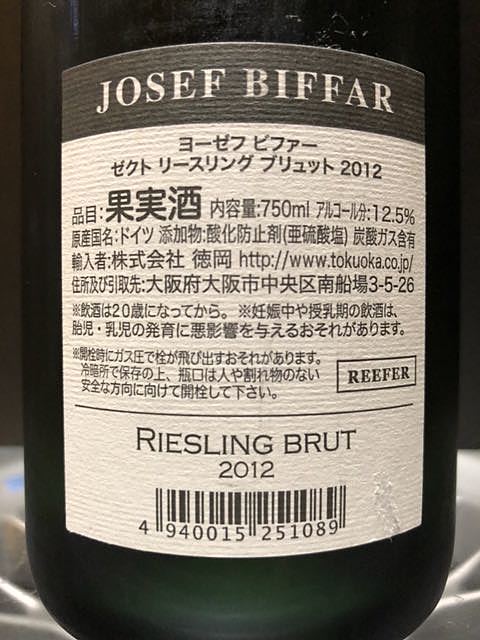 JOSEF BIFFAR
ヨーゼフ ビファー
ゼクト リースリング ブリュット 2012
品目:果実酒 内容量:750ml アルコール分:12.5%
原産国名:ドイツ 添加物:酸化防止剤(亜硫酸塩) 炭酸ガス含有
輸入者:株式会社 徳岡 http://www.tokuoka.co.jp/
住所及び引取先:大阪府大阪市中央区南船場3-5-26
※飲酒は20歳になってから。※妊娠中や授乳期の飲酒は、
胎児・乳児の発育に悪影響を与えるおそれがあります。
※開栓時にガス圧で栓が飛び出すおそれがあります。
冷暗所で保存の上、瓶口は人や割れ物のない
安全な方向に向けて開栓して下さい。
REEFER
RIESLING BRUT
2012
4 940015 251089